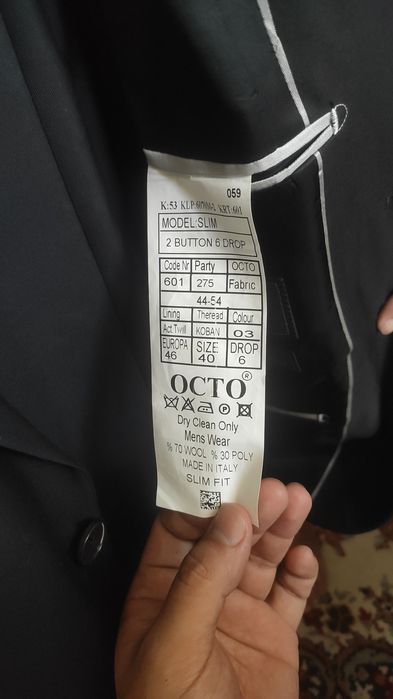 059
K:53 KLP:
MODEL:SLIM
2 BUTTON 6 DROP
Code Nr Party OCTO
601 275 Fabric
44-54
Lining Theread Colour
Act.Twill KOBAN 03
EUROPA SIZE DROP
46 40 6
OCTO®
Dry Clean Only
Mens Wear
% 70 WOOL % 30 POLY
MADE IN ITALY
SLIM FIT